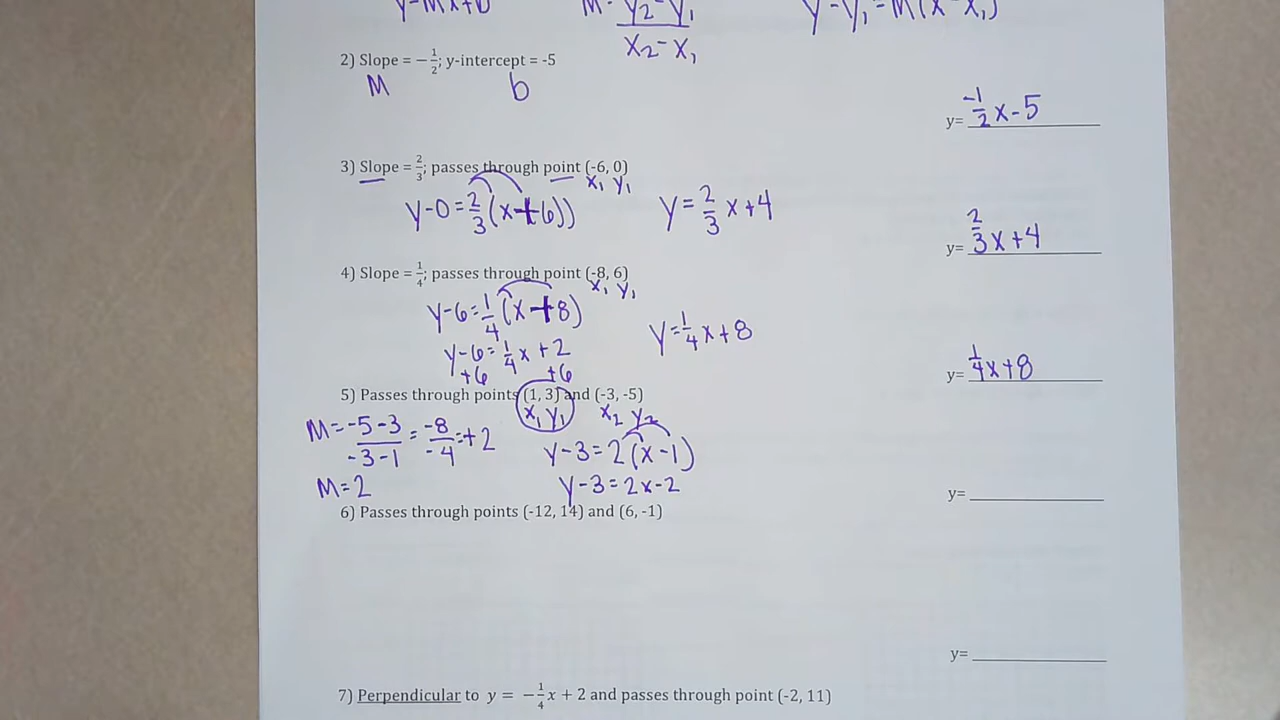 y=Mx+b M= y₂-y₁ y-y₁=M(x-x₁)
x₂-x₁
2) Slope = -1/2; y-intercept = -5
M b
y= -1/2x-5
3) Slope = 2/3; passes through point (-6, 0)
x₁ y₁
y-0=2/3(x+6)) y=2/3x+4
y= 2/3x+4
4) Slope = 1/4; passes through point (-8, 6)
x₁ y₁
y-6=1/4(x+8)
y=1/4x+8
y-6=1/4x+2
+6 +6
y= 1/4x+8
5) Passes through points (1, 3) and (-3, -5)
x₁ y₁ x₂ y₂
M=-5-3/-3-1=-8/-4=+2 y-3=2(x-1)
M=2 y-3=2x-2
y=
6) Passes through points (-12, 14) and (6, -1)
y=
7) Perpendicular to y = -1/4x + 2 and passes through point (-2, 11)